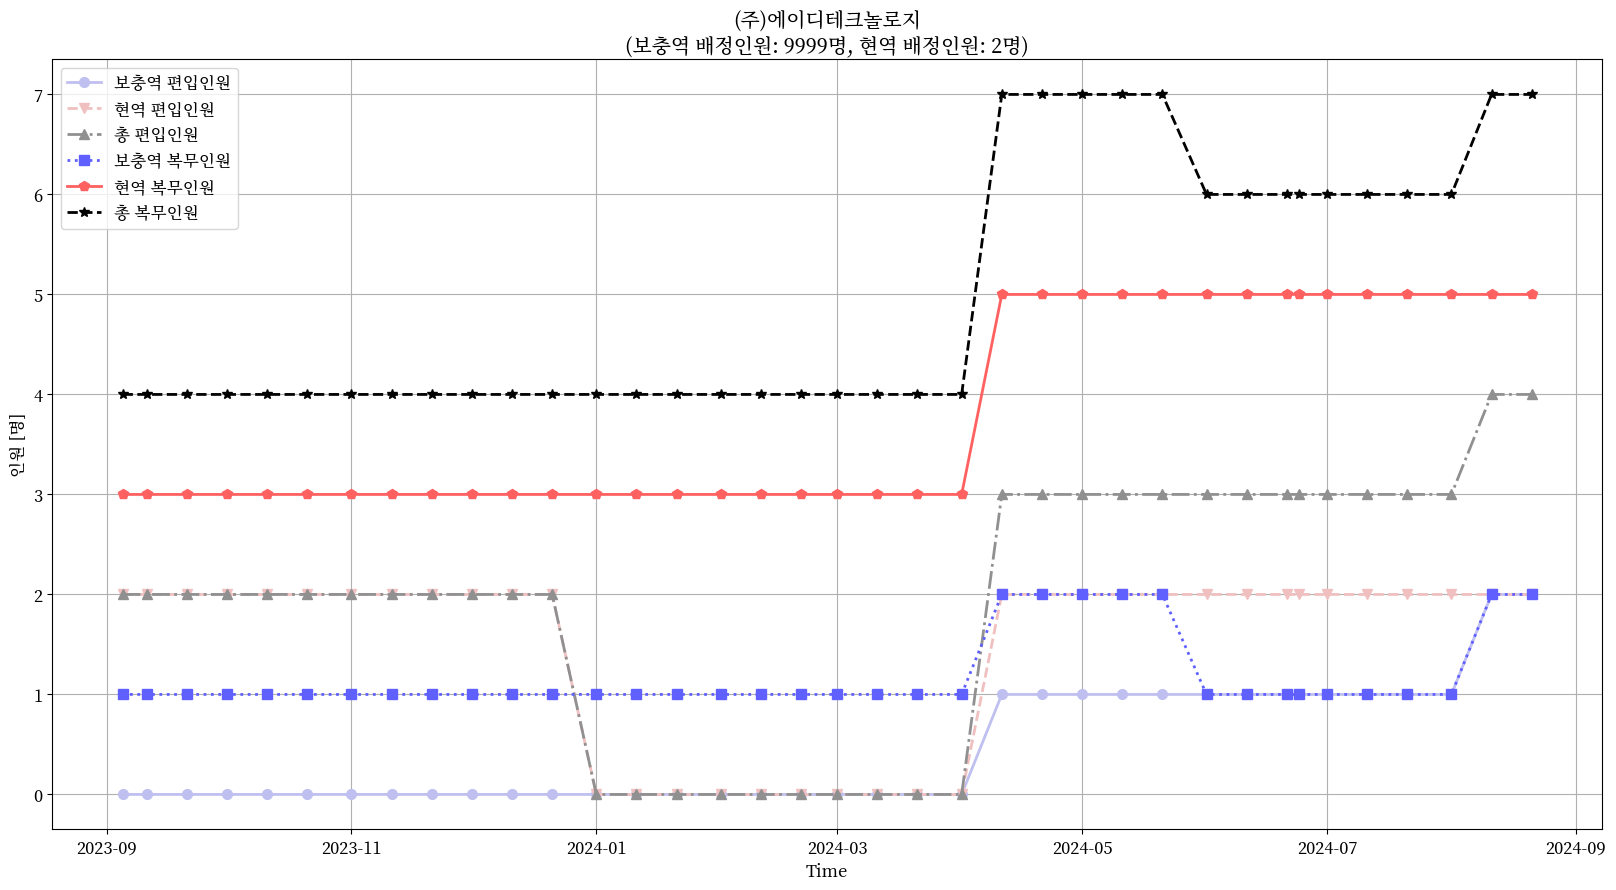 (주)에이디테크놀로지
(보충역 배정인원: 9999명, 현역 배정인원: 2명)
보충역 편입인원
현역 편입인원
총 편입인원
보충역 복무인원
현역 복무인원
총 복무인원
인원 [명]
7
6
5
4
3
2
1
0
2023-09 2023-11 2024-01 2024-03 2024-05 2024-07 2024-09
Time